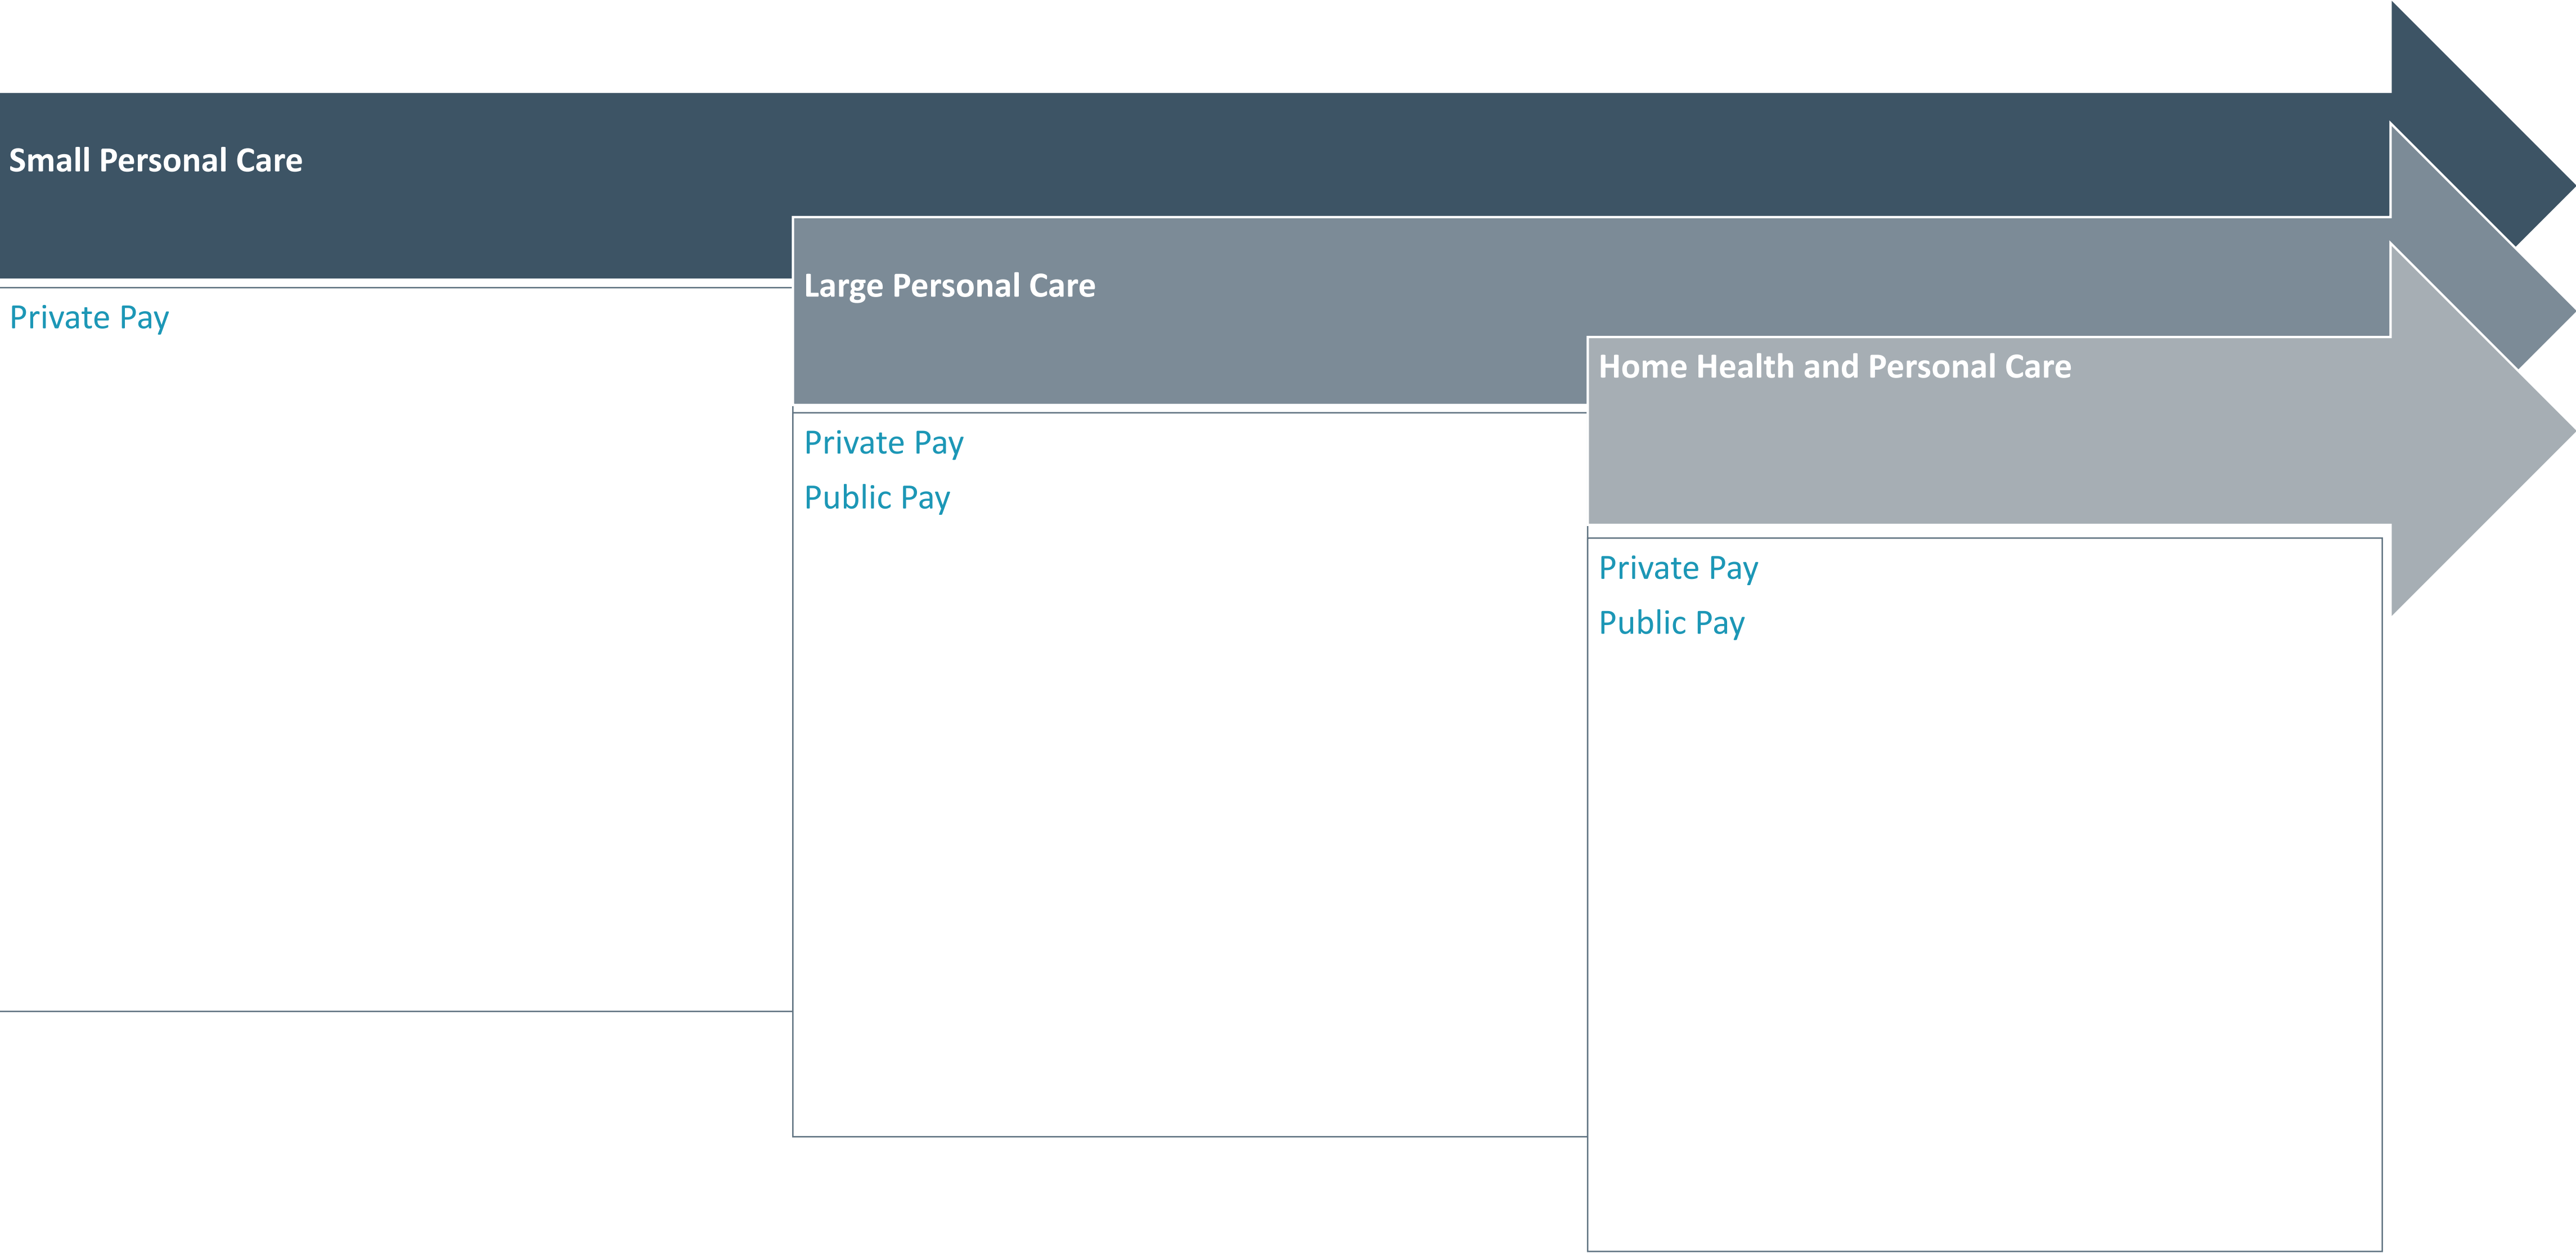 Small Personal Care
Private Pay
Large Personal Care
Private Pay
Public Pay
Home Health and Personal Care
Private Pay
Public Pay